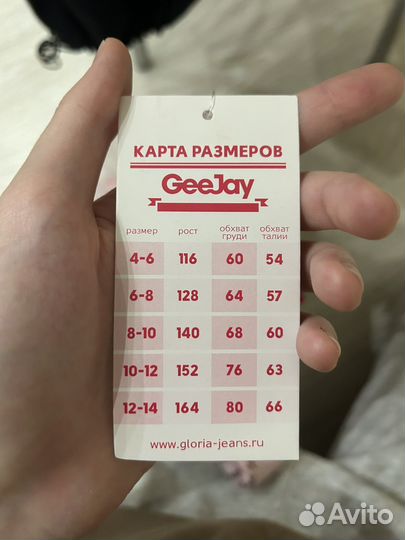 КАРТА РАЗМЕРОВ
GeeJay
размер рост обхват груди обхват талии
4-6 116 60 54
6-8 128 64 57
8-10 140 68 60
10-12 152 76 63
12-14 164 80 66
www.gloria-jeans.ru
Avito